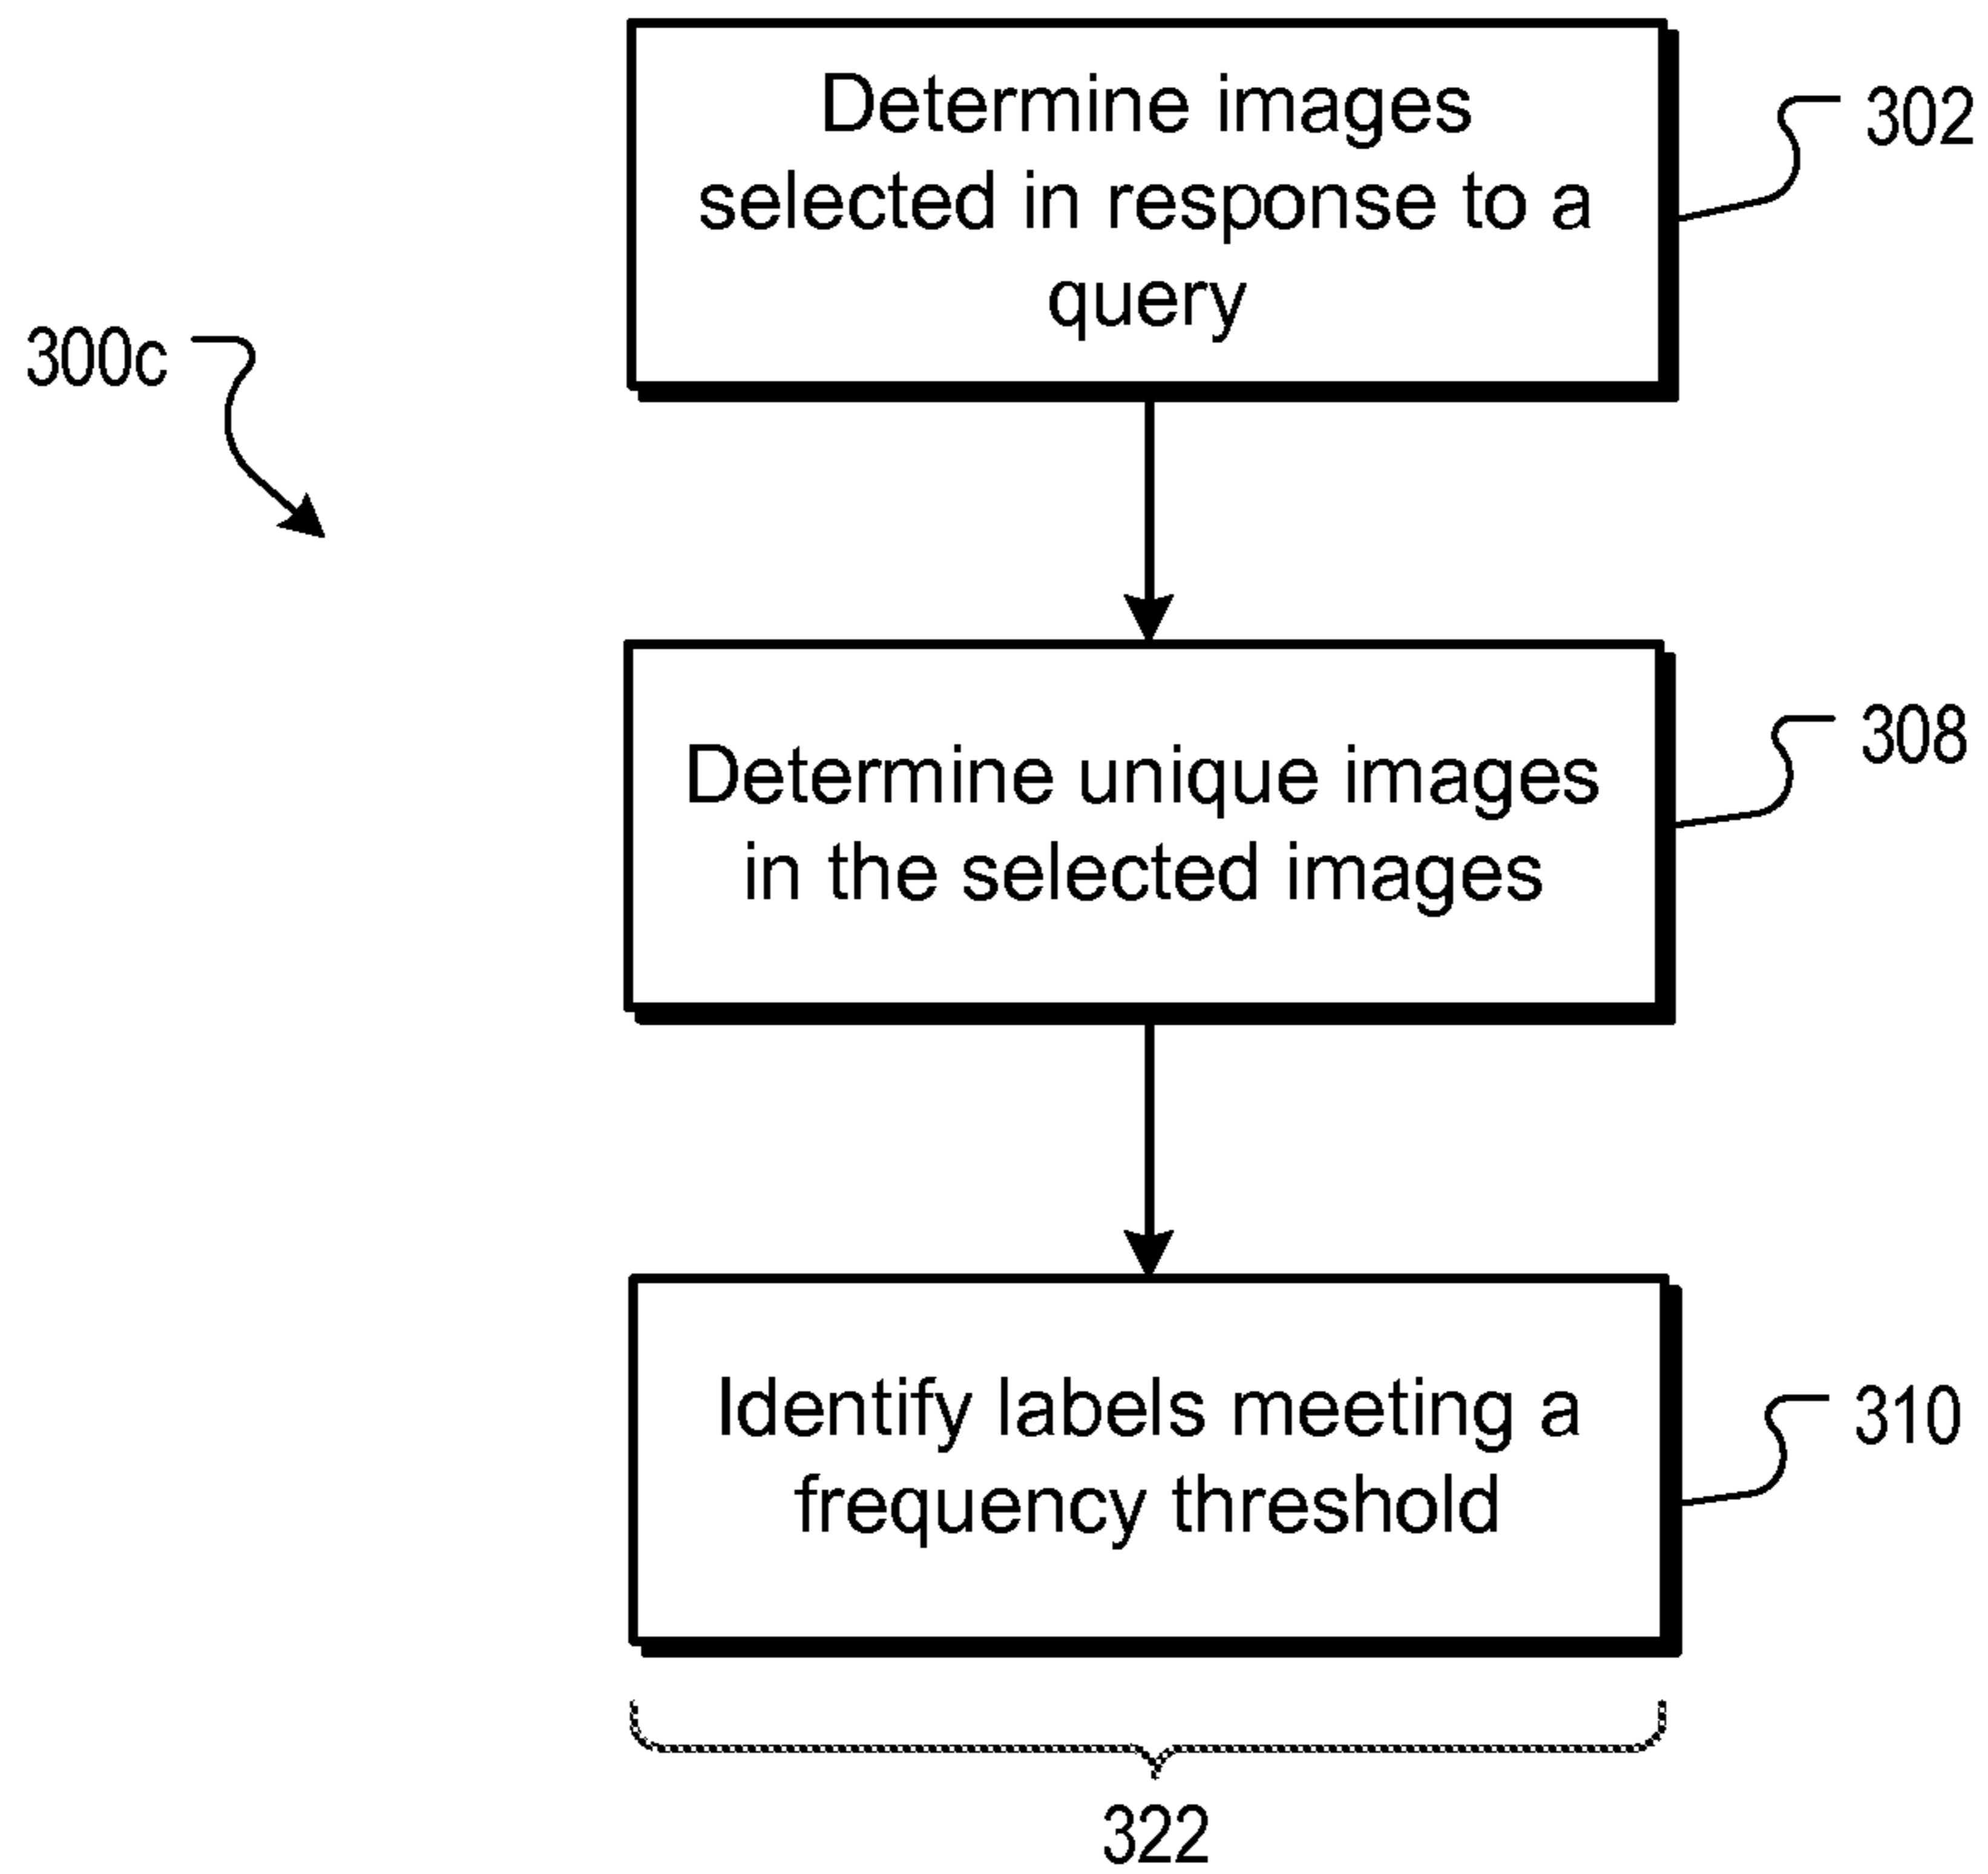 Determine images
selected in response to a
query
302
300c
Determine unique images
in the selected images
308
Identify labels meeting a
frequency threshold
310
322